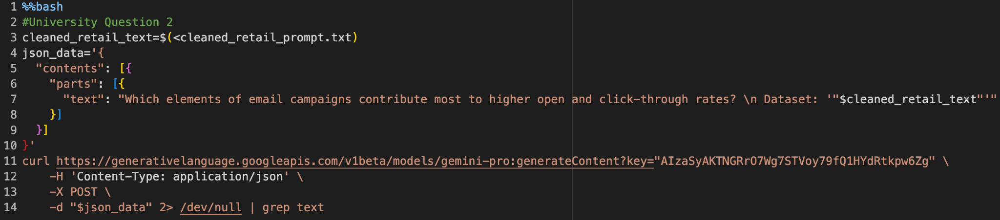 1 %%bash
2 #University Question 2
3 cleaned_retail_text=$(<cleaned_retail_prompt.txt)
4 json_data='{
5   "contents": [{
6     "parts": [{
7       "text": "Which elements of email campaigns contribute most to higher open and click-through rates? \n Dataset: '"$cleaned_retail_text"'"
8     }]
9   }]
10 }'
11 curl https://generativelanguage.googleapis.com/v1beta/models/gemini-pro:generateContent?key="AIzaSyAKTNGRrO7Wg7STVoy79fQ1HYdRtkpw6Zg" \
12     -H 'Content-Type: application/json' \
13     -X POST \
14     -d "$json_data" 2> /dev/null | grep text